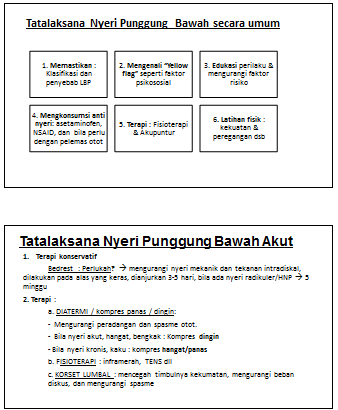 Tatalaksana Nyeri Punggung Bawah secara umum
1. Memastikan :
Klasifikasi dan
penyebab LBP
2. Mengenali “Yellow
flag” seperti faktor
psikososial
3. Edukasi perilaku &
mengurangi faktor
risiko
4. Mengkonsumsi anti
nyeri: asetaminofen,
NSAID, dan bila perlu
dengan pelemas otot
5. Terapi : Fisioterapi
& Akupuntur
6. Latihan fisik :
kekuatan &
peregangan dsb
Tatalaksana Nyeri Punggung Bawah Akut
1. Terapi konservatif
Bedrest : Perlukah? → mengurangi nyeri mekanik dan tekanan intradiskal,
dilakukan pada alas yang keras, dianjurkan 3-5 hari, bila ada nyeri radikuler/HNP → 5
minggu
2. Terapi :
a. DIATERMI / kompres panas / dingin:
- Mengurangi peradangan dan spasme otot.
- Bila nyeri akut, hangat, bengkak : Kompres dingin
- Bila nyeri kronis, kaku : kompres hangat/panas
b. FISIOTERAPI : inframerah, TENS dll
c. KORSET LUMBAL : mencegah timbulnya kekumatan, mengurangi beban
diskus, dan mengurangi spasme